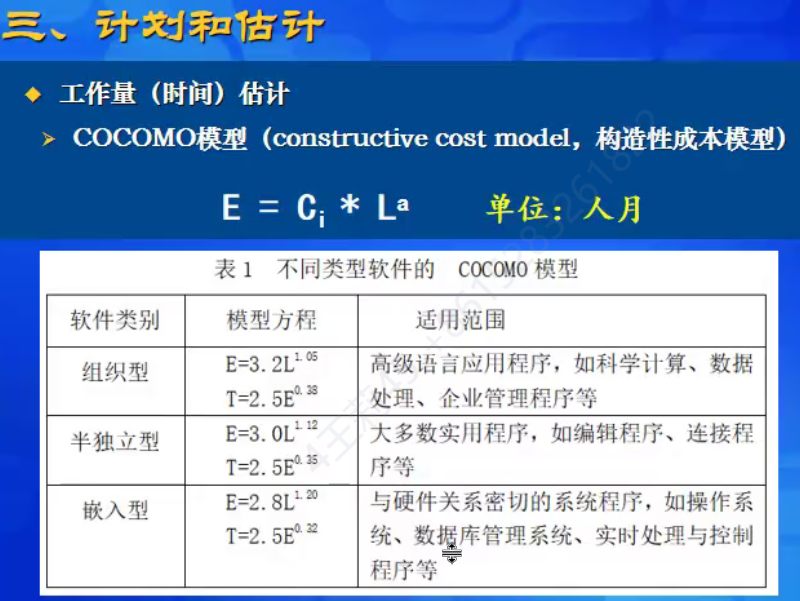 三、计划和估计
工作量（时间）估计
COCOMO模型（constructive cost model，构造性成本模型）
E = Ci * Lᵃ 单位：人月
表 1 不同类型软件的 COCOMO 模型
软件类别 模型方程 适用范围
组织型 E=3.2L^1.05 高级语言应用程序，如科学计算、数据
T=2.5E^0.38 处理、企业管理程序等
半独立型 E=3.0L^1.12 大多数实用程序，如编辑程序、连接程
T=2.5E^0.35 序等
嵌入型 E=2.8L^1.20 与硬件关系密切的系统程序，如操作系
T=2.5E^0.32 统、数据库管理系统、实时处理与控制
程序等